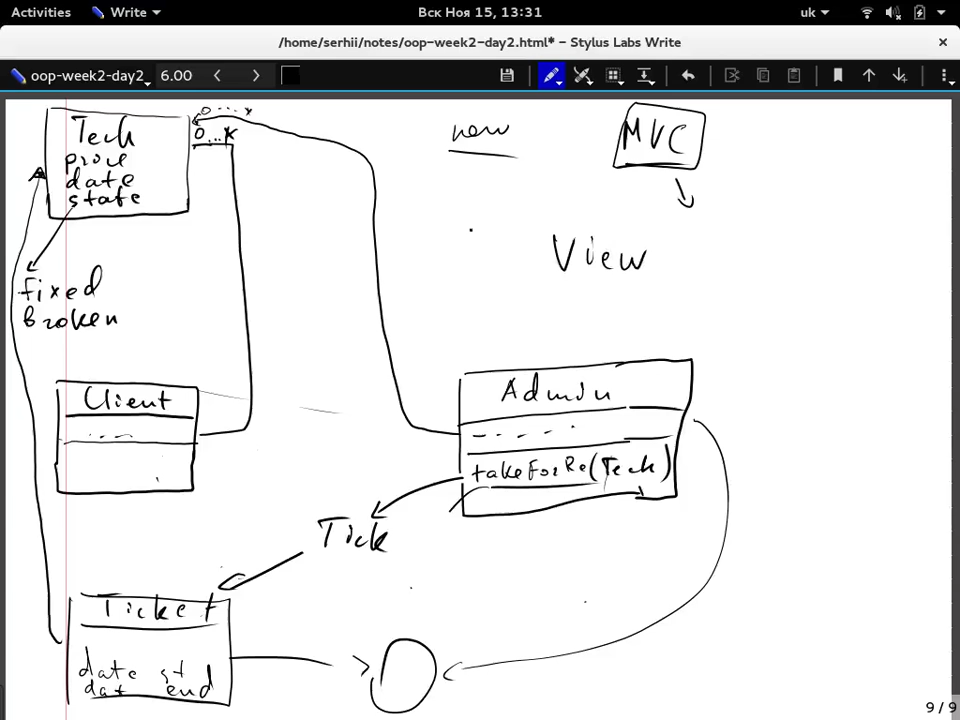 Activities Write Вск Ноя 15, 13:31 uk
/home/serhii/notes/oop-week2-day2.html* – Stylus Labs Write
oop-week2-day2 6.00
0...*
Tech
0...*
date
state
new
MVC
View
fixed
broken
Client
Admin
takeForRe(Tech)
Tick
Ticket
date st
dat end
9 / 9